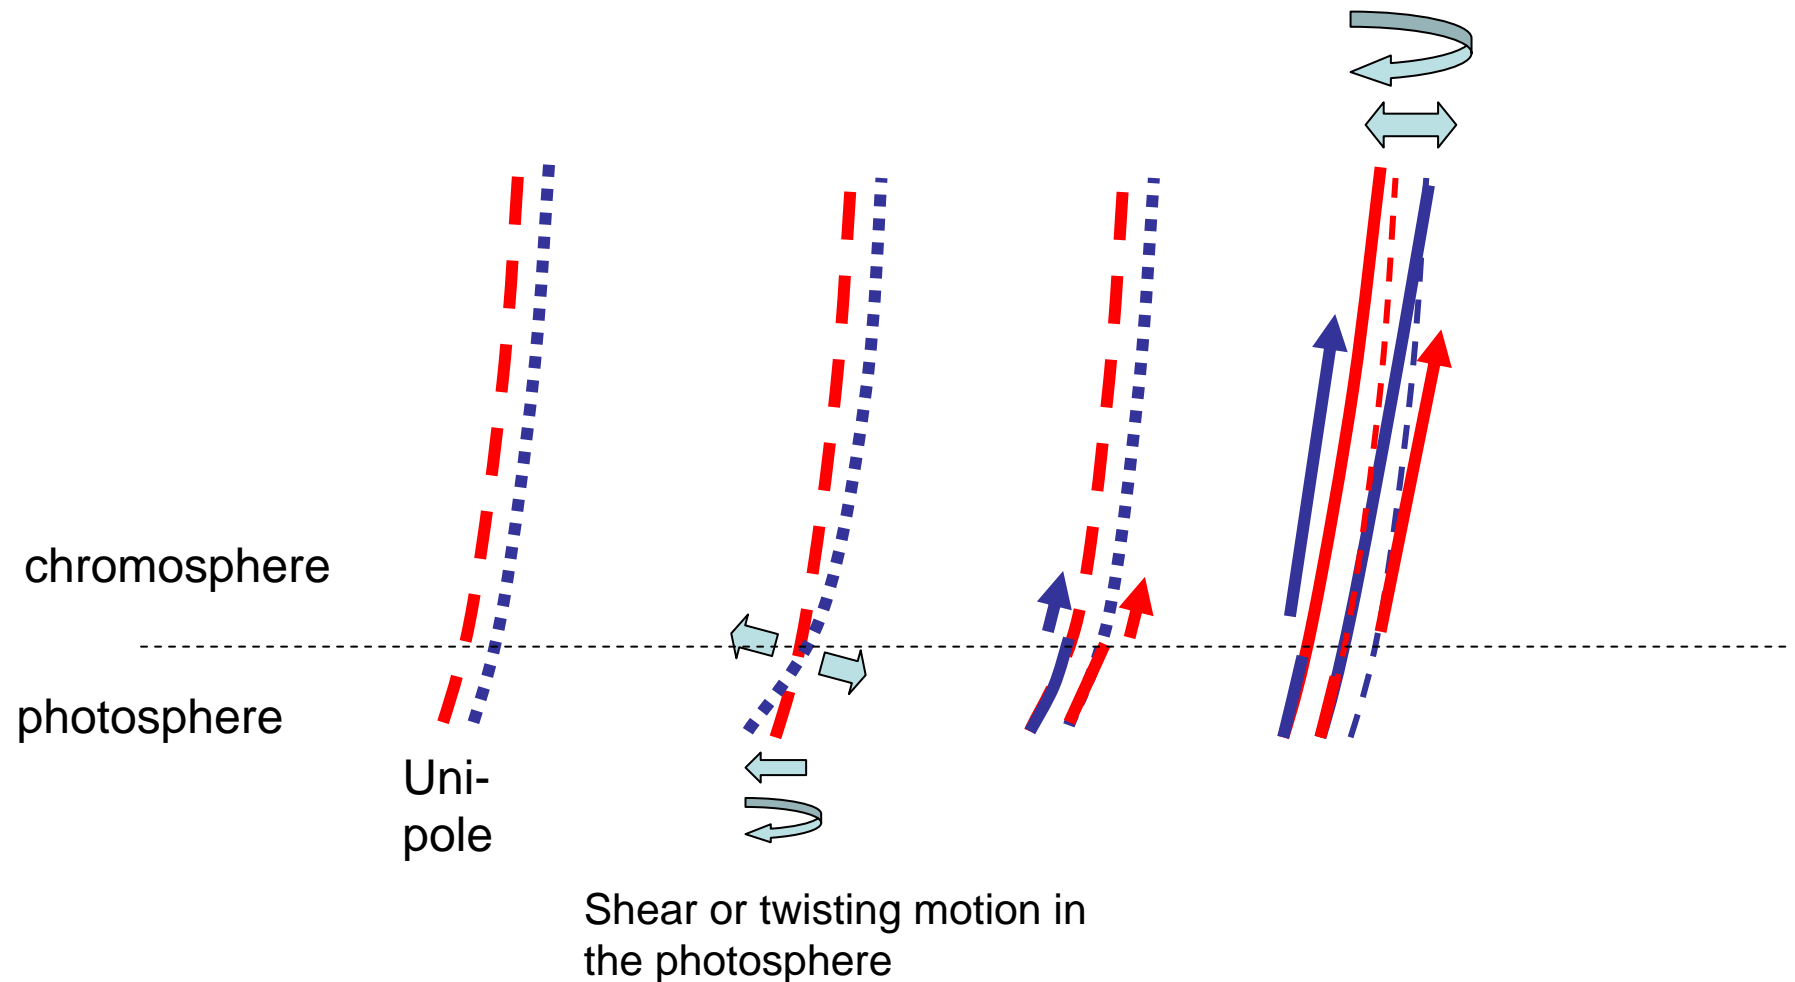 chromosphere
photosphere
Uni-
pole
Shear or twisting motion in
the photosphere